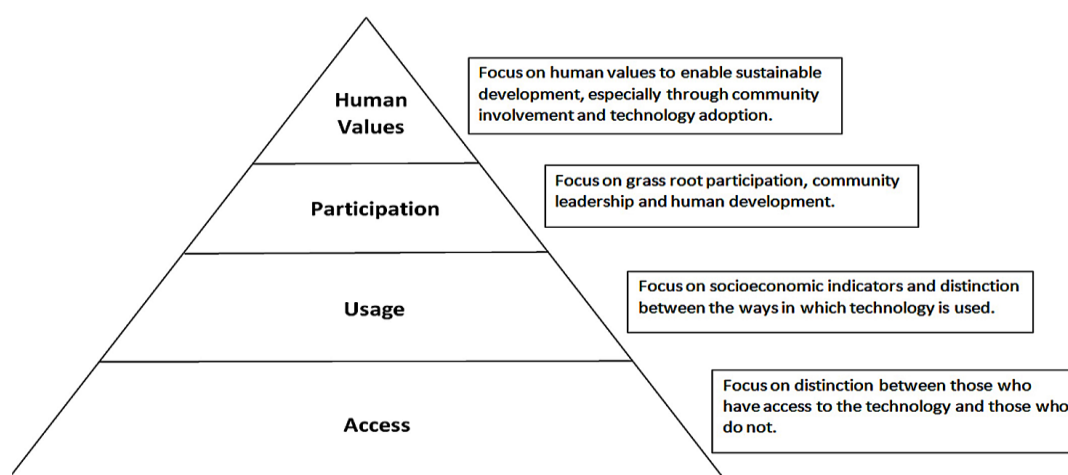 Human
Values
Focus on human values to enable sustainable
development, especially through community
involvement and technology adoption.
Participation
Focus on grass root participation, community
leadership and human development.
Usage
Focus on socioeconomic indicators and distinction
between the ways in which technology is used.
Access
Focus on distinction between those who
have access to the technology and those who
do not.